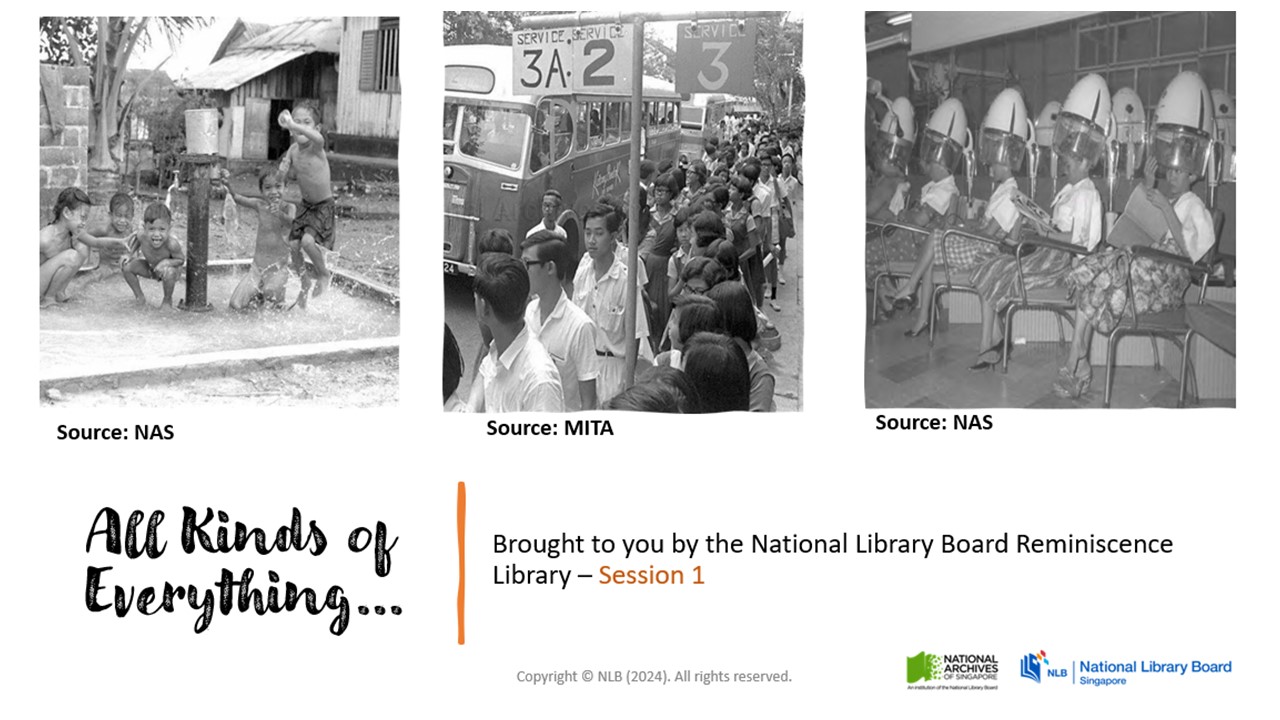 SERVICE
3A.
SERVICE
2
SERVICE
3
24
Source: NAS
Source: MITA
Source: NAS
All Kinds of
Everything...
Brought to you by the National Library Board Reminiscence
Library – Session 1
Copyright © NLB (2024). All rights reserved.
NATIONAL
ARCHIVES
OF SINGAPORE
An institution of the National Library Board
NLB
National Library Board
Singapore